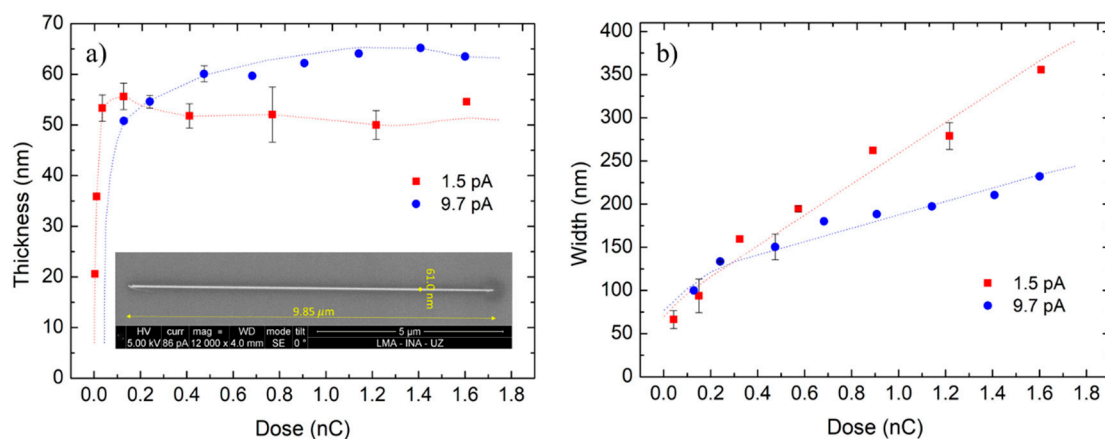 a)
Thickness (nm)
70
60
50
40
30
20
10
0
1.5 pA
9.7 pA
61.0 nm
9.85 µm
HV curr mag ▪ WD mode tilt
5.00 kV 86 pA 12 000 x 4.0 mm SE 0 °
5 µm
LMA - INA - UZ
0.0 0.2 0.4 0.6 0.8 1.0 1.2 1.4 1.6 1.8
Dose (nC)
b)
Width (nm)
400
350
300
250
200
150
100
50
0
1.5 pA
9.7 pA
0.0 0.2 0.4 0.6 0.8 1.0 1.2 1.4 1.6 1.8
Dose (nC)